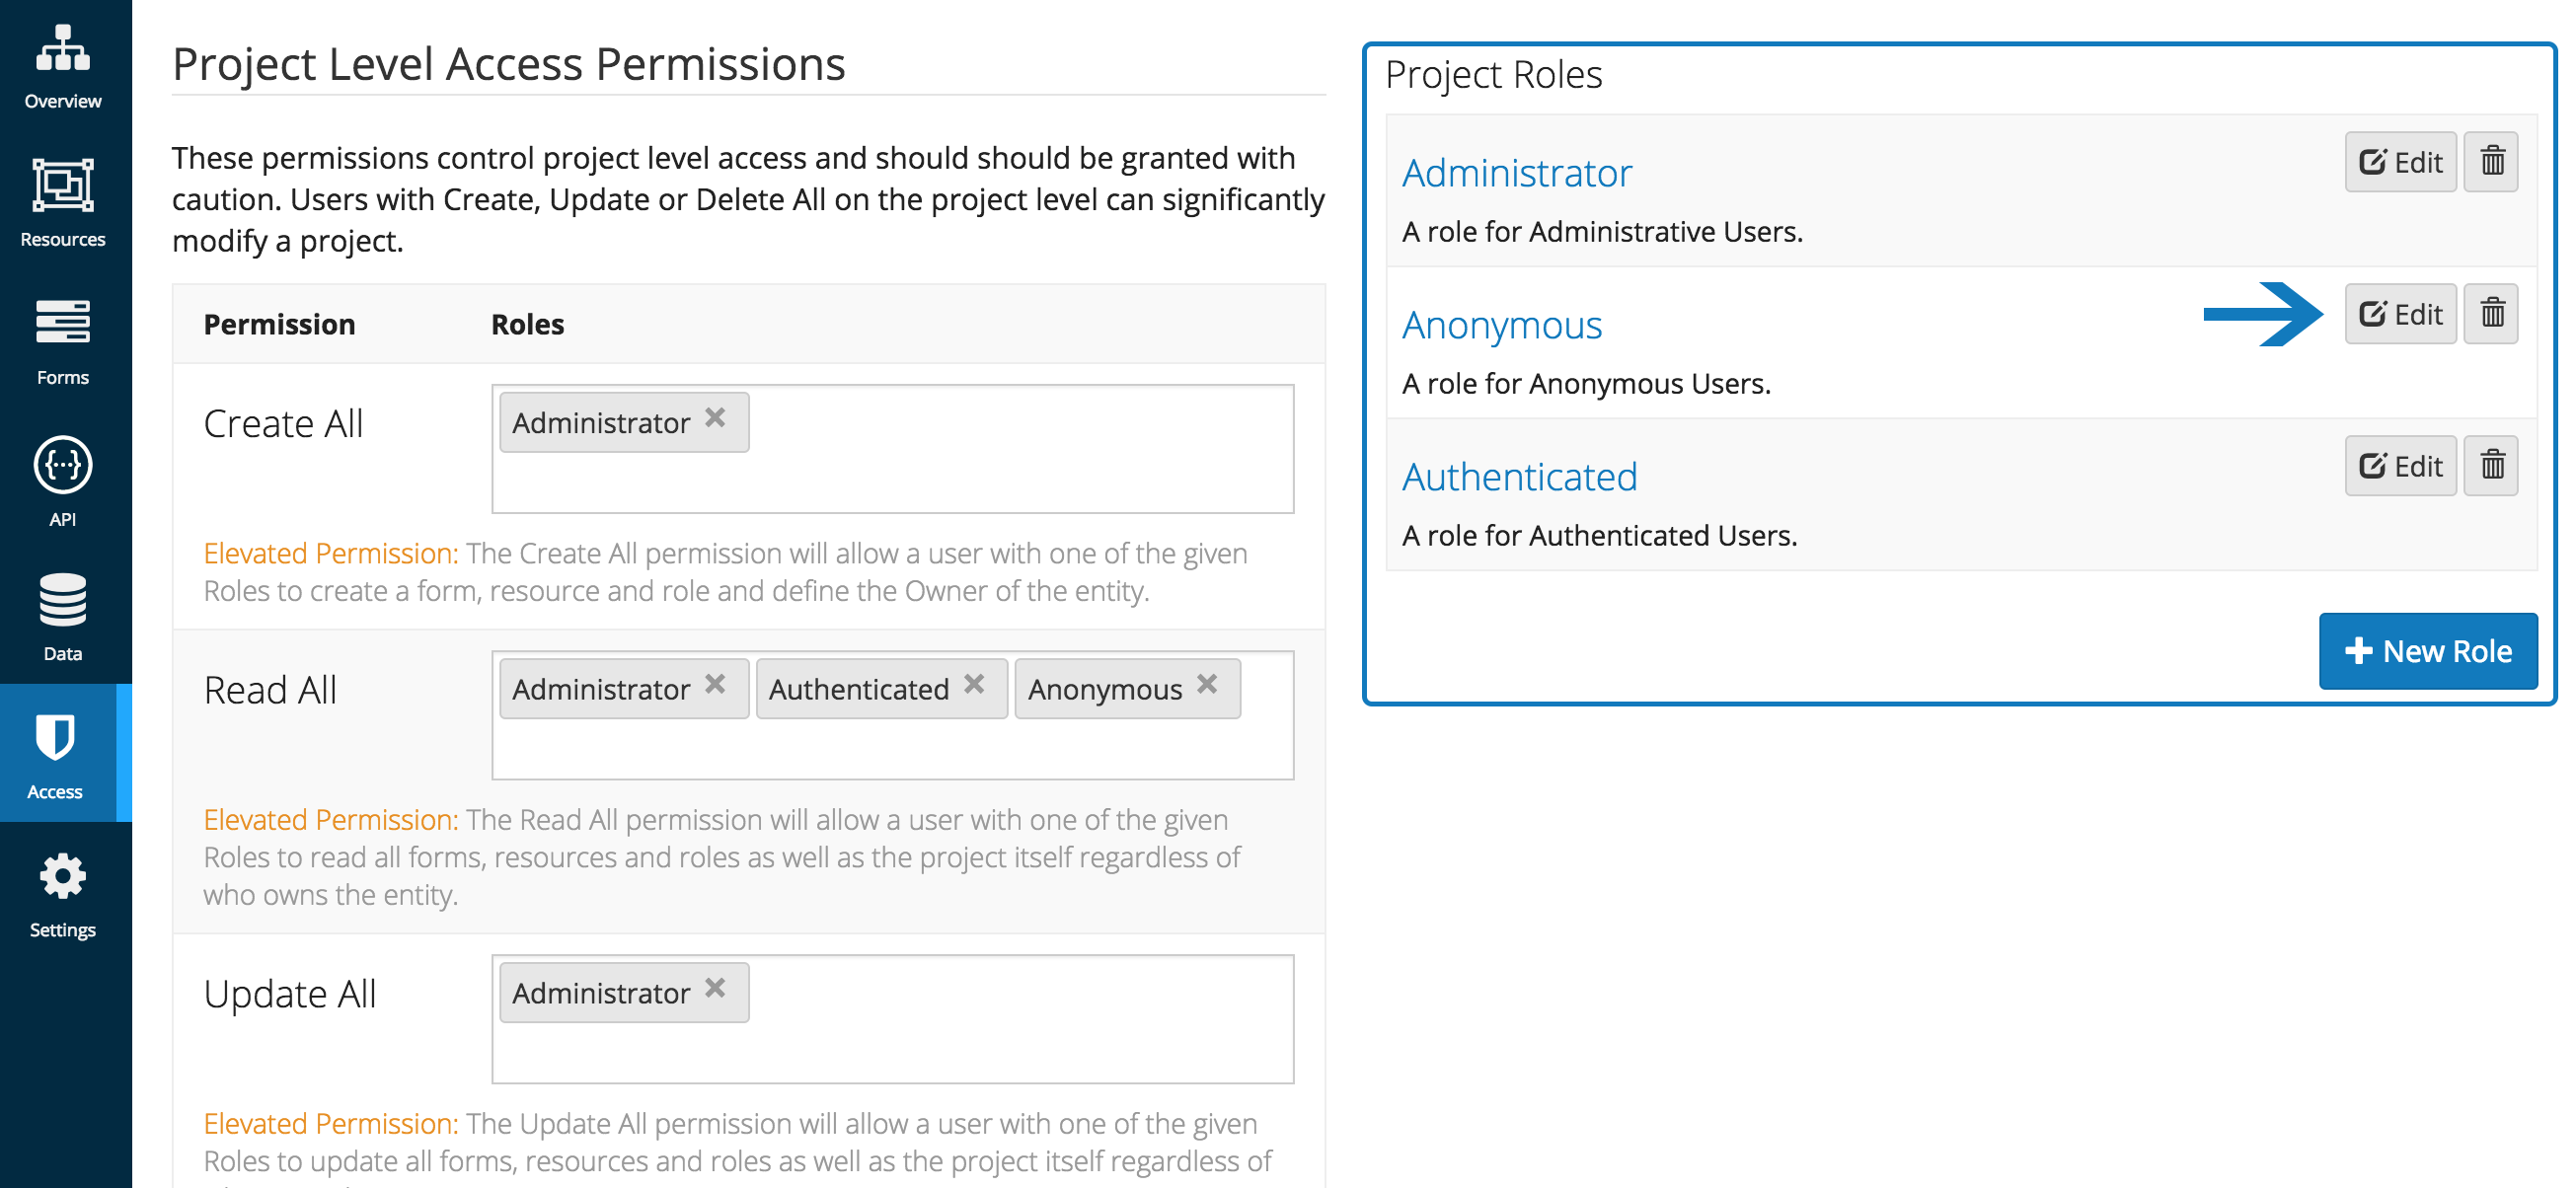 Overview
Resources
Forms
API
Data
Access
Settings
Project Level Access Permissions
These permissions control project level access and should should be granted with
caution. Users with Create, Update or Delete All on the project level can significantly
modify a project.
Permission Roles
Create All Administrator
Elevated Permission: The Create All permission will allow a user with one of the given
Roles to create a form, resource and role and define the Owner of the entity.
Read All Administrator Authenticated Anonymous
Elevated Permission: The Read All permission will allow a user with one of the given
Roles to read all forms, resources and roles as well as the project itself regardless of
who owns the entity.
Update All Administrator
Elevated Permission: The Update All permission will allow a user with one of the given
Roles to update all forms, resources and roles as well as the project itself regardless of
Project Roles
Administrator Edit
A role for Administrative Users.
Anonymous Edit
A role for Anonymous Users.
Authenticated Edit
A role for Authenticated Users.
New Role